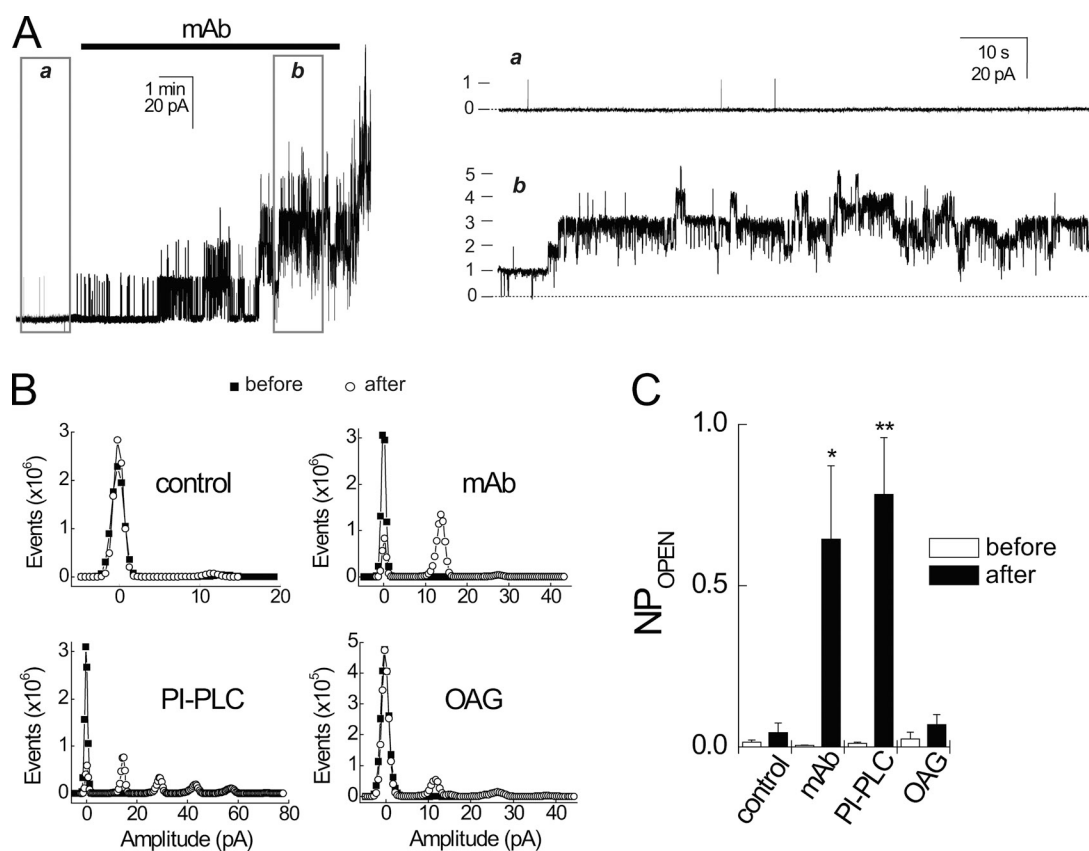 A
mAb
a
b
1 min
20 pA
a
10 s
20 pA
1
0
b
5
4
3
2
1
0
B
before
after
C
Events (x10⁶)
3
2
1
0
control
0
10
20
Events (x10⁶)
3
2
1
0
mAb
0
10
20
30
40
Events (x10⁶)
3
2
1
0
PI-PLC
0
20
40
60
80
Amplitude (pA)
Events (x10⁵)
5
4
3
2
1
0
OAG
0
10
20
30
40
Amplitude (pA)
NP_OPEN
1.0
0.5
0.0
*
**
before
after
control
mAb
PI-PLC
OAG